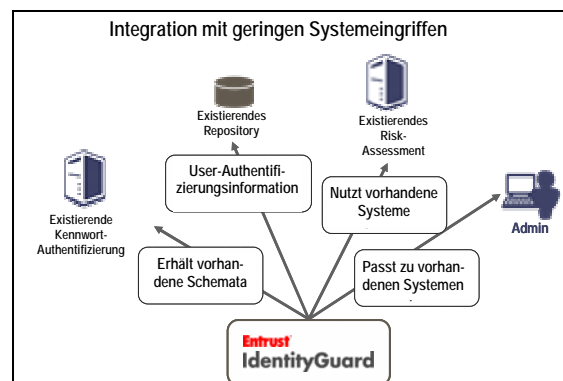 Integration mit geringen Systemeingriffen
Existierendes
Repository
Existierendes
Risk-
Assessment
User-Authentifi-
zierungsinformation
Nutzt vorhandene
Systeme
Existierende
Kennwort-
Authentifizierung
Admin
Erhält vorhan-
dene Schemata
Passt zu vorhan-
denen Systemen
Entrust
IdentityGuard